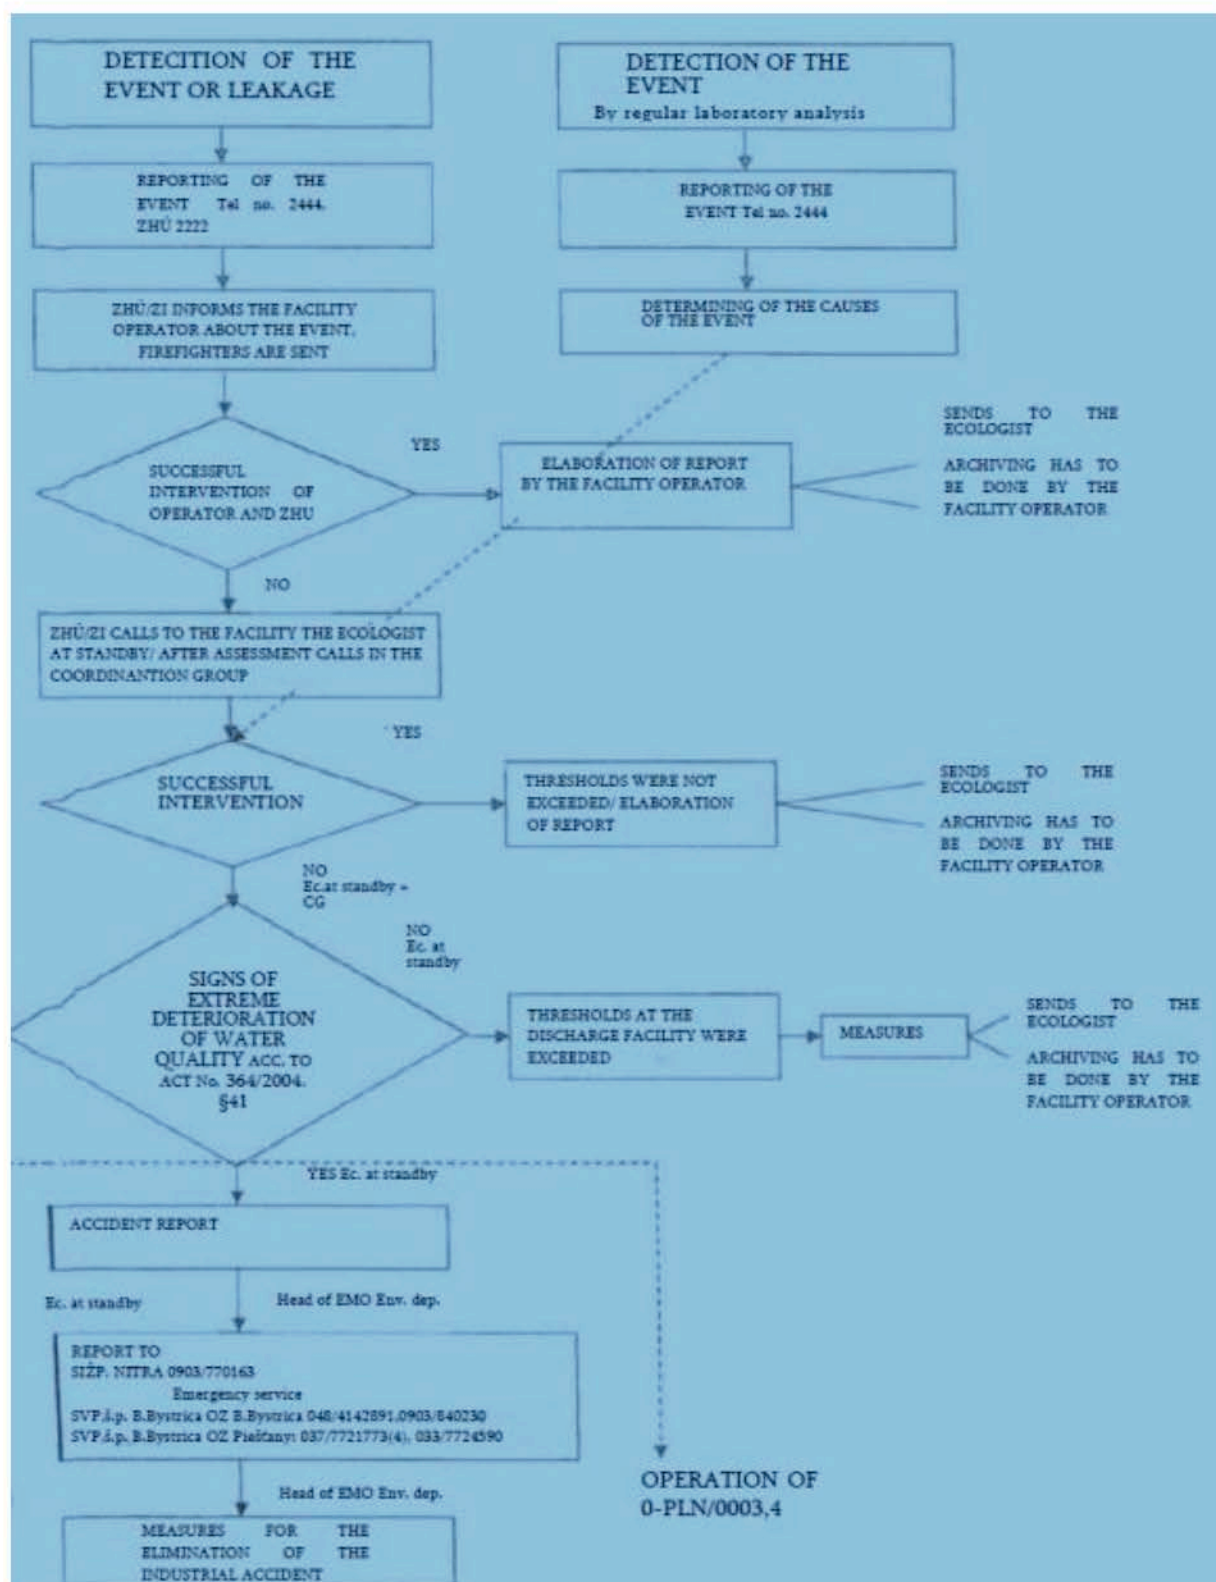 DETECITION OF THE
EVENT OR LEAKAGE
DETECTION OF THE
EVENT
By regular laboratory analysis
REPORTING OF THE
EVENT Tel no. 2444,
ZHÚ 2222
REPORTING OF THE
EVENT Tel no. 2444
ZHÚ/ZI INFORMS THE FACILITY
OPERATOR ABOUT THE EVENT,
FIREFIGHTERS ARE SENT
DETERMINING OF THE CAUSES
OF THE EVENT
YES
SUCCESSFUL
INTERVENTION OF
OPERATOR AND ZHU
ELABORATION OF REPORT
BY THE FACILITY OPERATOR
SENDS TO THE
ECOLOGIST
ARCHIVING HAS TO
BE DONE BY THE
FACILITY OPERATOR
NO
ZHÚ/ZI CALLS TO THE FACILITY THE ECOLOGIST
AT STANDBY/ AFTER ASSESSMENT CALLS IN THE
COORDINANTION GROUP
YES
SUCCESSFUL
INTERVENTION
THRESHOLDS WERE NOT
EXCEEDED/ ELABORATION
OF REPORT
SENDS TO THE
ECOLOGIST
ARCHIVING HAS TO
BE DONE BY THE
FACILITY OPERATOR
NO
Ec.at standby =
CG
NO
Ec. at
standby
SIGNS OF
EXTREME
DETERIORATION
OF WATER
QUALITY ACC. TO
ACT No. 364/2004,
§41
THRESHOLDS AT THE
DISCHARGE FACILITY WERE
EXCEEDED
MEASURES
SENDS TO THE
ECOLOGIST
ARCHIVING HAS TO
BE DONE BY THE
FACILITY OPERATOR
YES Ec. at standby
ACCIDENT REPORT
Ec. at standby
Head of EMO Env. dep.
REPORT TO
SIŽP. NITRA 0903/770163
Emergency service
SVP,š.p. B.Bystrica OZ B.Bystrica 048/4142891,0903/840230
SVP,š.p, B.Bystrica OZ Piešťany: 037/7721773(4), 033/7724590
Head of EMO Env. dep.
OPERATION OF
0-PLN/0003,4
MEASURES FOR THE
ELIMINATION OF THE
INDUSTRIAL ACCIDENT